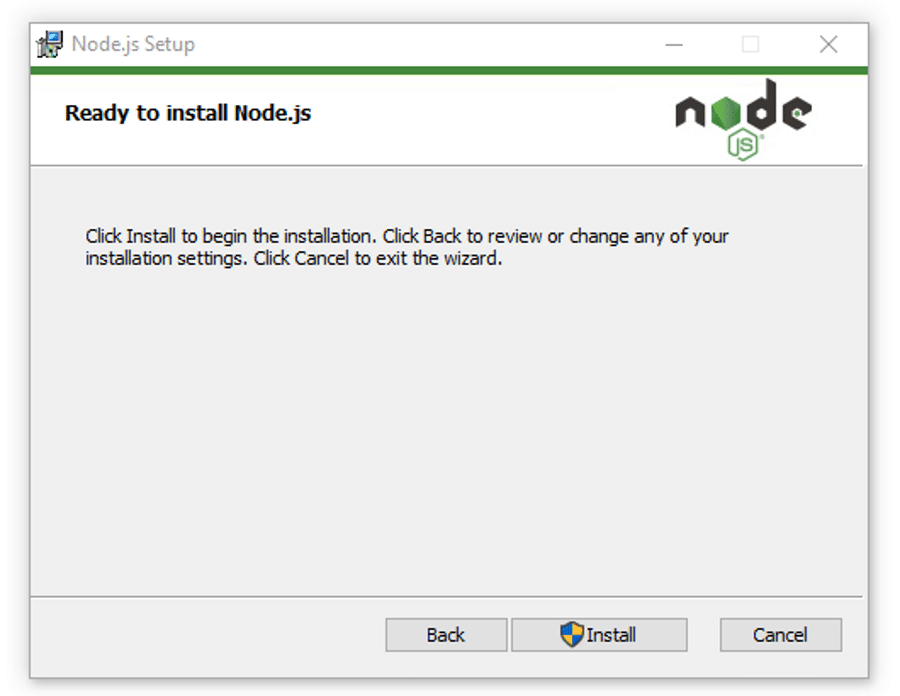 Node.js Setup
Ready to install Node.js
node
JS
Click Install to begin the installation. Click Back to review or change any of your
installation settings. Click Cancel to exit the wizard.
Back
Install
Cancel